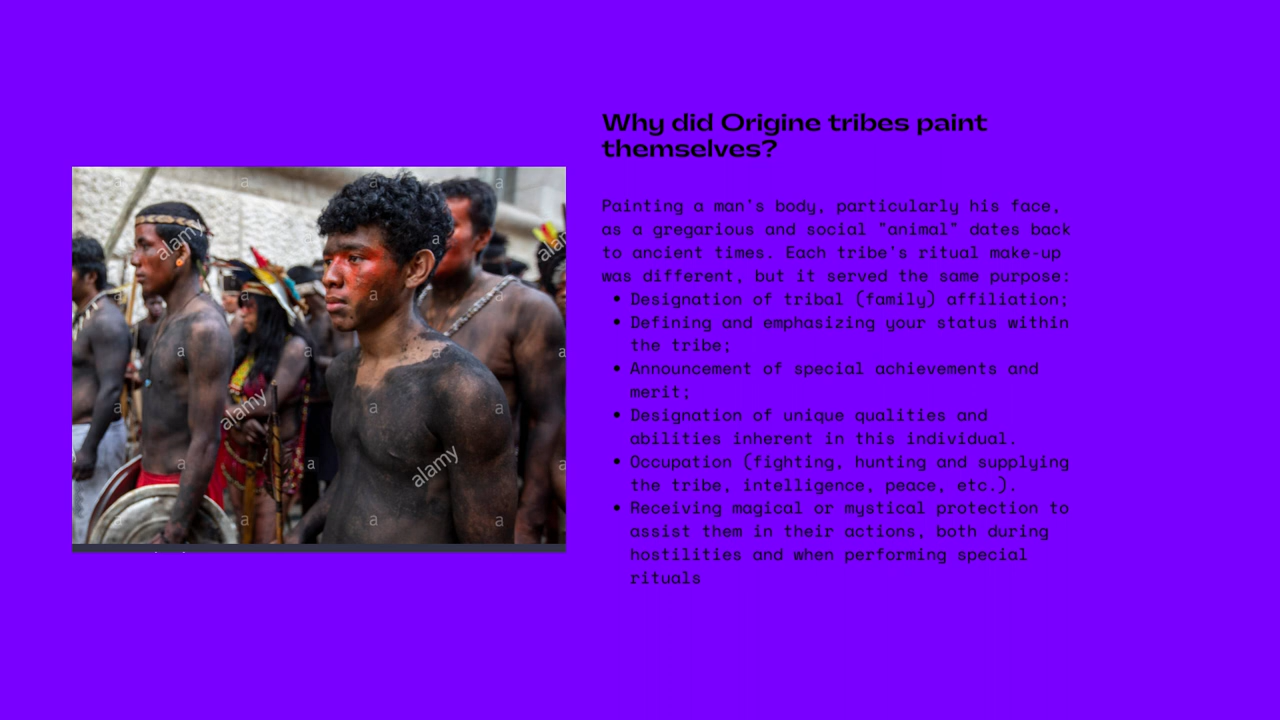 Why did Origine tribes paint
themselves?
Painting a man's body, particularly his face,
as a gregarious and social "animal" dates back
to ancient times. Each tribe's ritual make-up
was different, but it served the same purpose:
• Designation of tribal (family) affiliation;
• Defining and emphasizing your status within
the tribe;
• Announcement of special achievements and
merit;
• Designation of unique qualities and
abilities inherent in this individual.
• Occupation (fighting, hunting and supplying
the tribe, intelligence, peace, etc.).
• Receiving magical or mystical protection to
assist them in their actions, both during
hostilities and when performing special
rituals
alamy
alamy
alamy